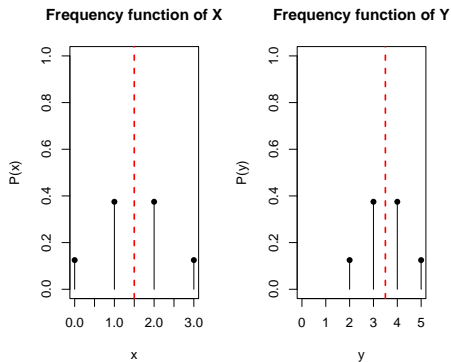 Frequency function of X
1.0
0.8
0.6
0.4
0.2
0.0
P(x)
0.0 1.0 2.0 3.0
x
Frequency function of Y
1.0
0.8
0.6
0.4
0.2
0.0
P(y)
0 1 2 3 4 5
y